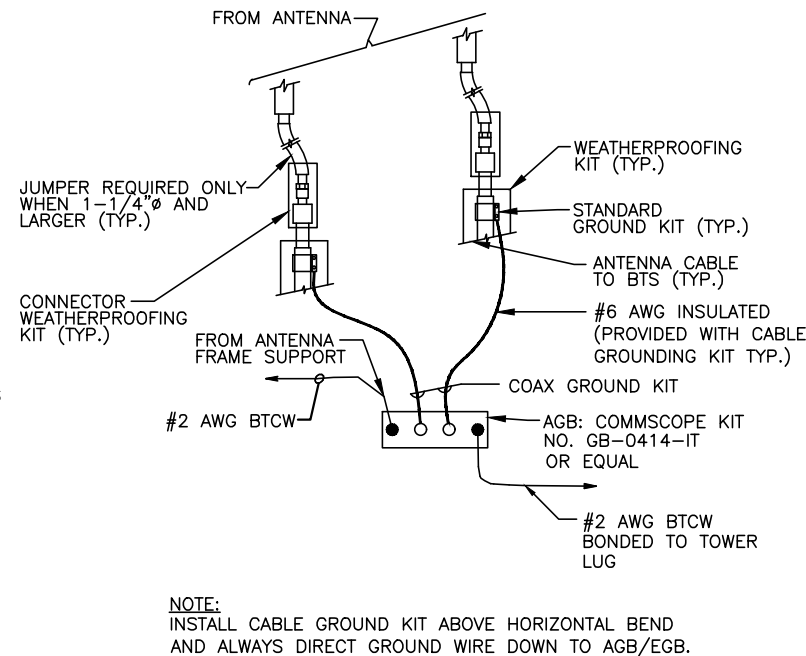 FROM ANTENNA
JUMPER REQUIRED ONLY
WHEN 1-1/4"ø AND
LARGER (TYP.)
WEATHERPROOFING
KIT (TYP.)
STANDARD
GROUND KIT (TYP.)
ANTENNA CABLE
TO BTS (TYP.)
CONNECTOR
WEATHERPROOFING
KIT (TYP.)
#6 AWG INSULATED
(PROVIDED WITH CABLE
GROUNDING KIT TYP.)
FROM ANTENNA
FRAME SUPPORT
COAX GROUND KIT
#2 AWG BTCW
AGB: COMMSCOPE KIT
NO. GB-0414-IT
OR EQUAL
#2 AWG BTCW
BONDED TO TOWER
LUG
NOTE:
INSTALL CABLE GROUND KIT ABOVE HORIZONTAL BEND
AND ALWAYS DIRECT GROUND WIRE DOWN TO AGB/EGB.